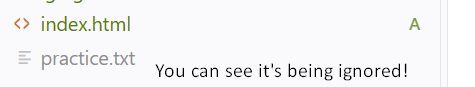 <> index.html A
practice.txt
You can see it's being ignored!